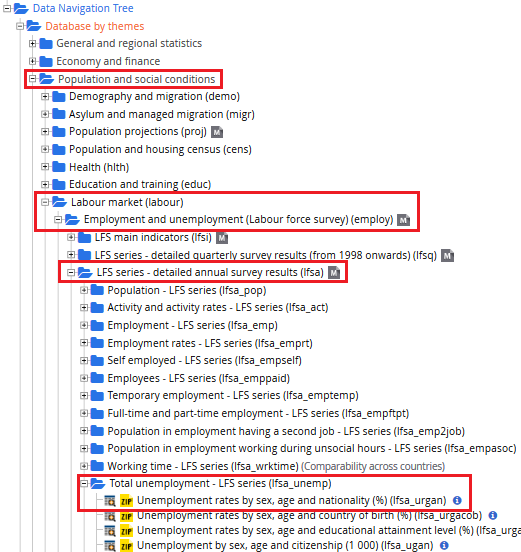 Data Navigation Tree
Database by themes
General and regional statistics
Economy and finance
Population and social conditions
Demography and migration (demo)
Asylum and managed migration (migr)
Population projections (proj) M
Population and housing census (cens)
Health (hlth)
Education and training (educ)
Labour market (labour)
Employment and unemployment (Labour force survey) (employ) M
LFS main indicators (lfsi) M
LFS series - detailed quarterly survey results (from 1998 onwards) (lfsq) M
LFS series - detailed annual survey results (lfsa) M
Population - LFS series (lfsa_pop)
Activity and activity rates - LFS series (lfsa_act)
Employment - LFS series (lfsa_emp)
Employment rates - LFS series (lfsa_emprt)
Self employed - LFS series (lfsa_empself)
Employees - LFS series (lfsa_emppaid)
Temporary employment - LFS series (lfsa_emptemp)
Full-time and part-time employment - LFS series (lfsa_empftpt)
Population in employment having a second job - LFS series (lfsa_emp2job)
Population in employment working during unsocial hours - LFS series (lfsa_empasoc)
Working time - LFS series (lfsa_wrktime) (Comparability across countries)
Total unemployment - LFS series (lfsa_unemp)
ZIP Unemployment rates by sex, age and nationality (%) (lfsa_urgan) i
ZIP Unemployment rates by sex, age and country of birth (%) (lfsa_urgacob) i
ZIP Unemployment rates by sex, age and educational attainment level (%) (lfsa_urga
ZIP Unemployment by sex, age and citizenship (1 000) (lfsa_ugan) i